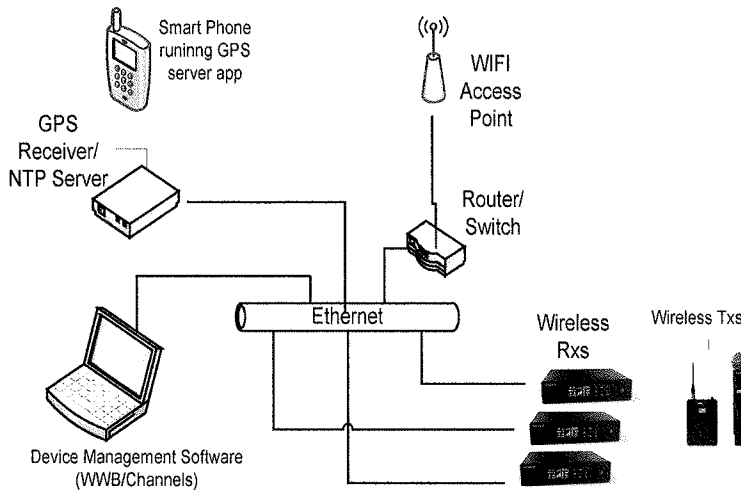 Smart Phone
runinng GPS
server app
WIFI
Access
Point
GPS
Receiver/
NTP Server
Router/
Switch
Ethernet
Wireless
Rxs
Wireless Txs
Device Management Software
(WWB/Channels)